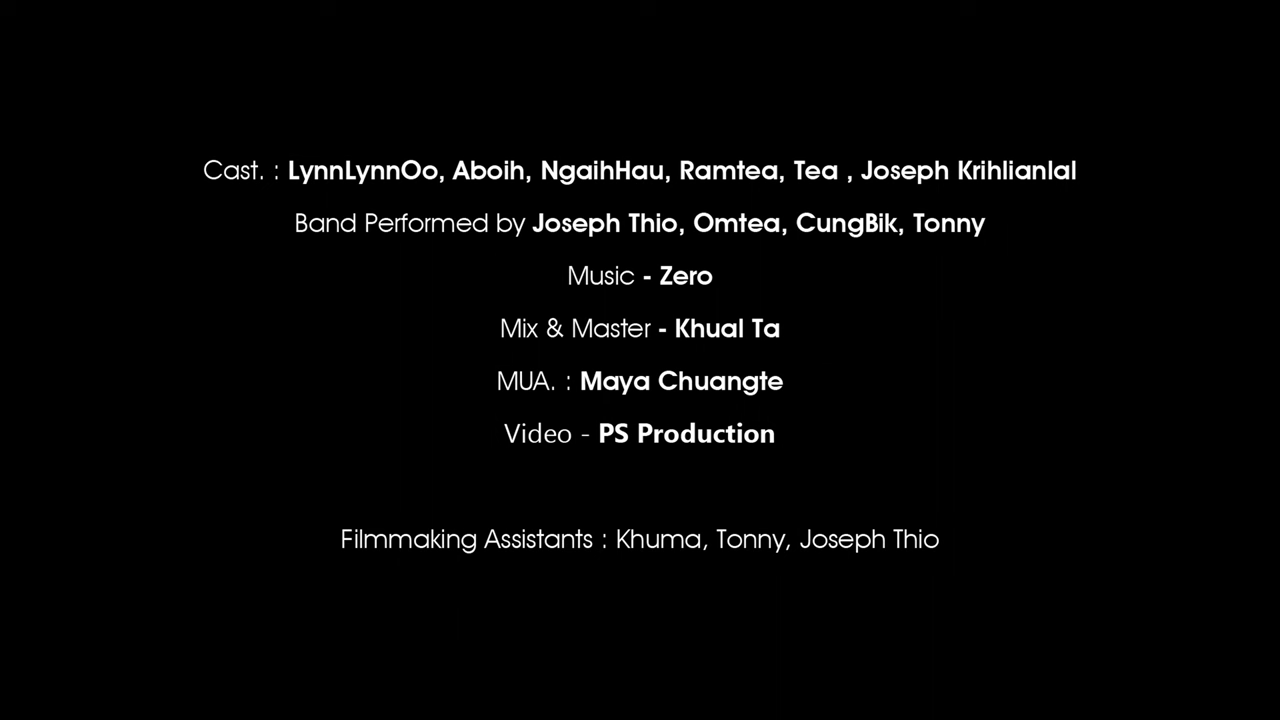 Cast. : LynnLynnOo, Aboih, NgaihHau, Ramtea, Tea , Joseph Krihlianlal
Band Performed by Joseph Thio, Omtea, CungBik, Tonny
Music - Zero
Mix & Master - Khual Ta
MUA. : Maya Chuangte
Video - PS Production
Filmmaking Assistants : Khuma, Tonny, Joseph Thio